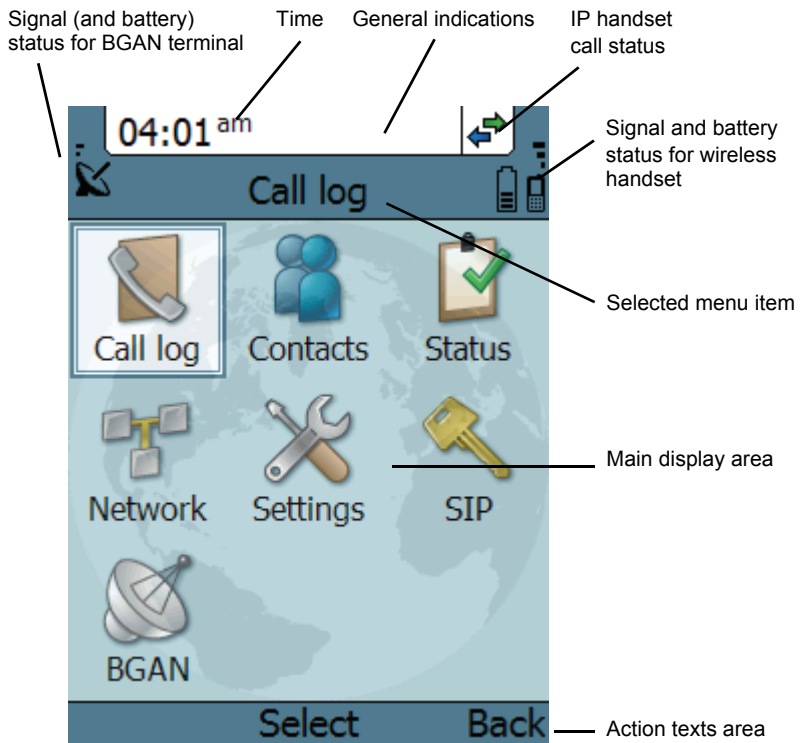 Signal (and battery)
status for BGAN terminal
Time
General indications
IP handset
call status
04:01 am
Signal and battery
status for wireless
handset
Call log
Selected menu item
Call log
Contacts
Status
Main display area
Network
Settings
SIP
BGAN
Select
Back
Action texts area